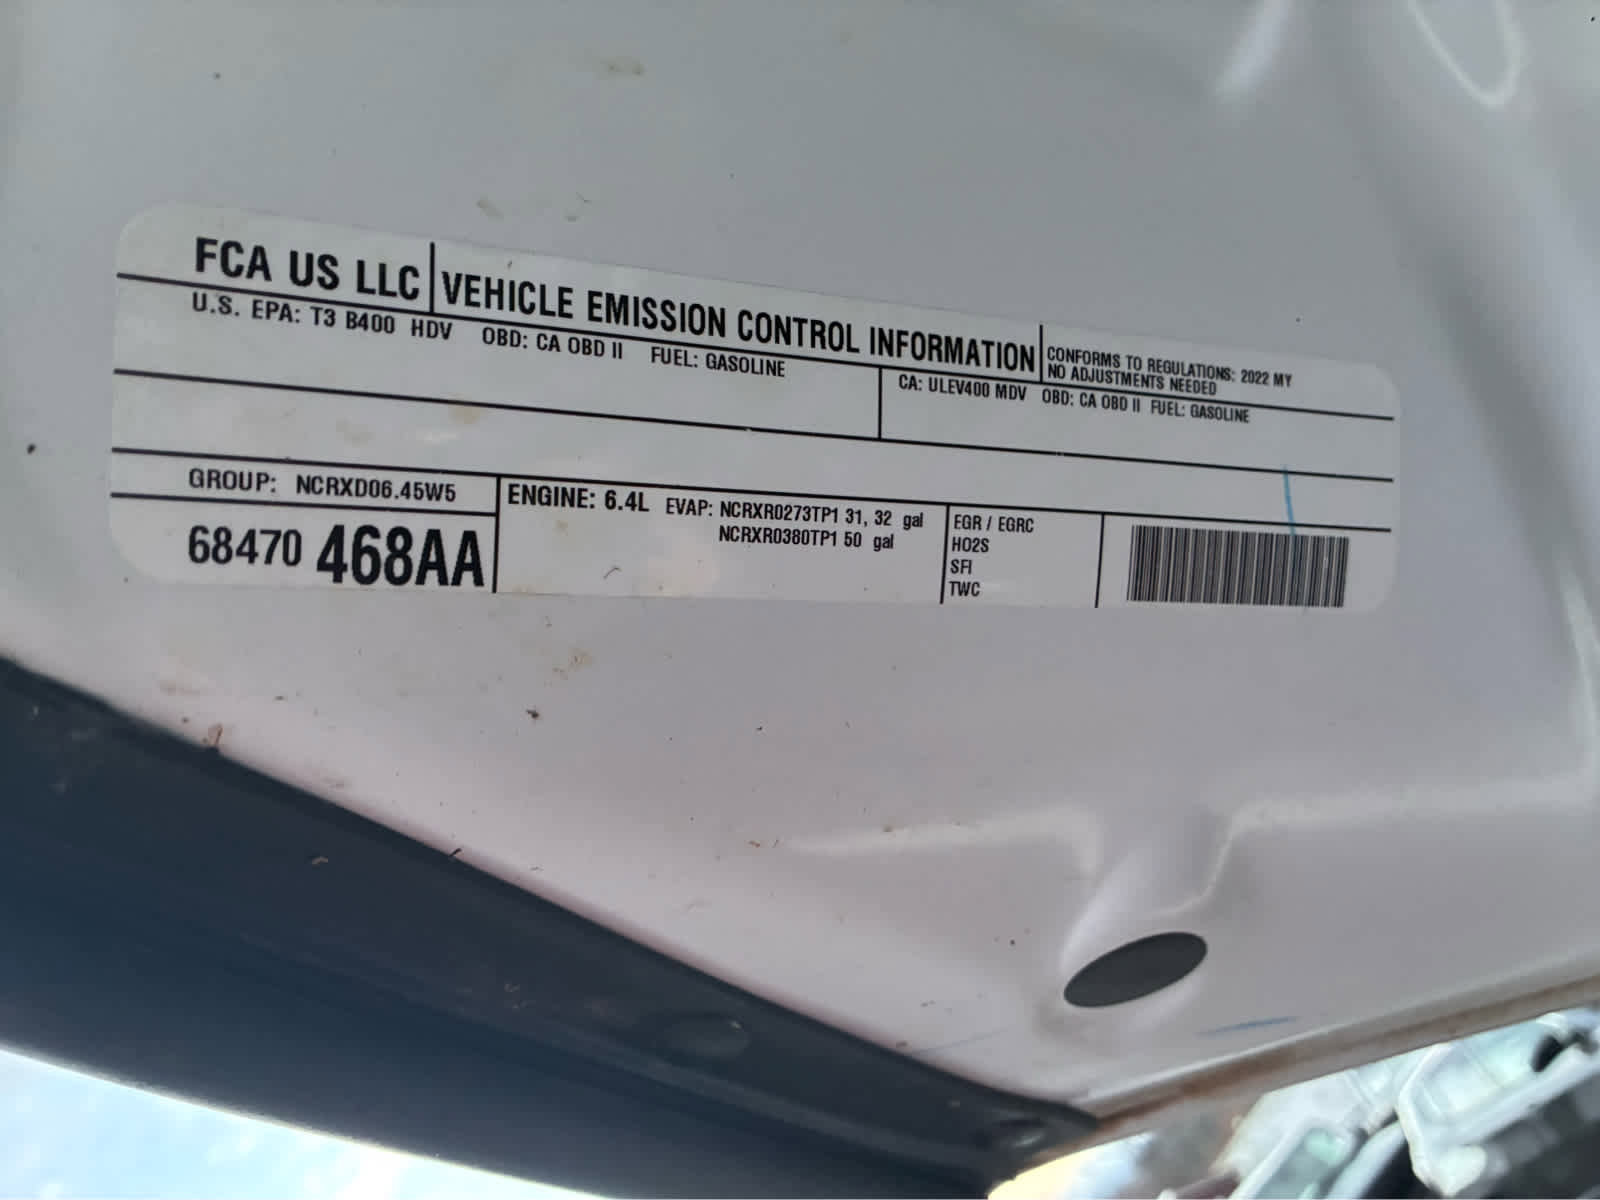 FCA US LLC VEHICLE EMISSION CONTROL INFORMATION
CONFORMS TO REGULATIONS: 2022 MY
NO ADJUSTMENTS NEEDED
U.S. EPA: T3 B400 HDV OBD: CA OBD II FUEL: GASOLINE
CA: ULEV400 MDV OBD: CA OBD II FUEL: GASOLINE
GROUP: NCRXD06.45W5
68470 468AA
ENGINE: 6.4L EVAP: NCRXR0273TP1 31, 32 gal
NCRXR0380TP1 50 gal
EGR / EGRC
HO2S
SFI
TWC